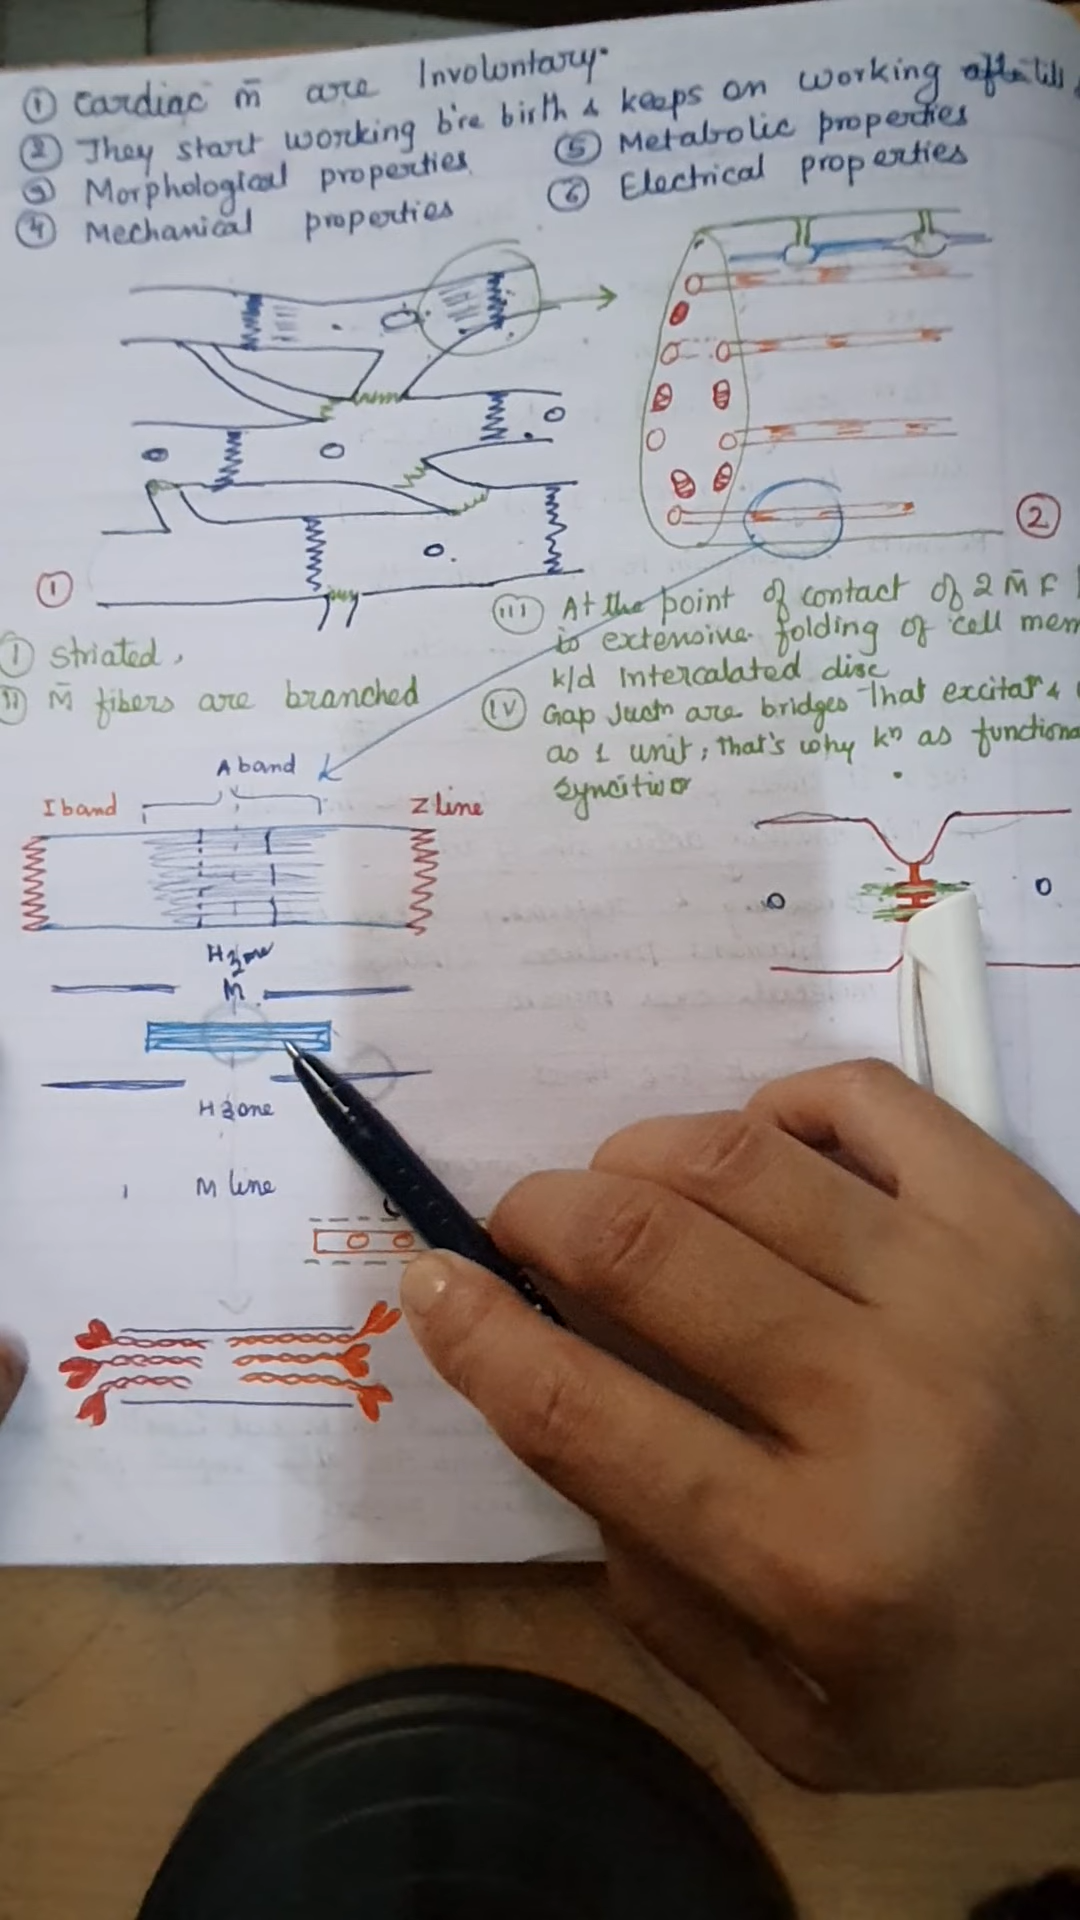 ① Cardiac m̄ are Involuntary.
② They start working b're birth & keeps on working
③ Morphological properties
④ Mechanical properties
⑤ Metabolic properties
⑥ Electrical properties
①
②
I striated,
II) m̄ fibers are branched
III) At the point of contact of 2 m̄ F
is extensive folding of cell mem
k/d Intercalated disc
IV) Gap Junⁿ are bridges that excitaⁿ &
as 1 unit, that's why kⁿ as functiona
A band
I band
Z line
H zone
M
H zone
M line